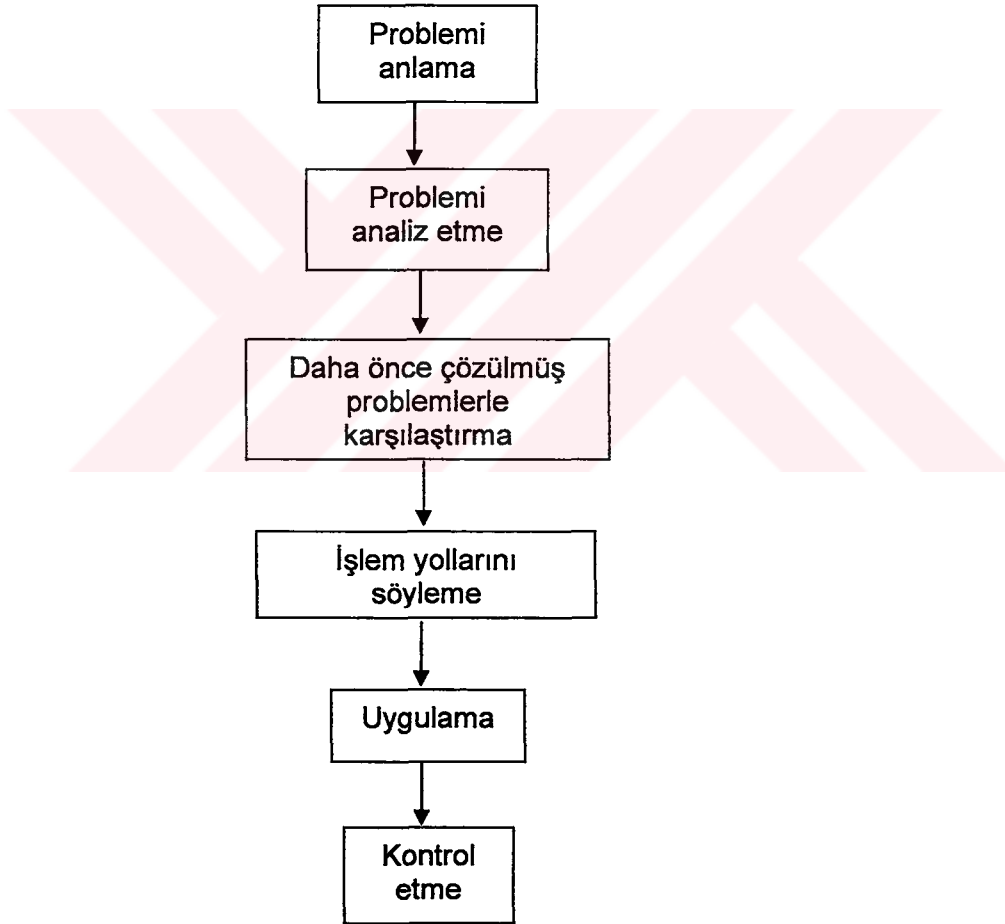 Problemi
anlama
Problemi
analiz etme
Daha önce çözülmüş
problemlerle
karşılaştırma
İşlem yollarını
söyleme
Uygulama
Kontrol
etme